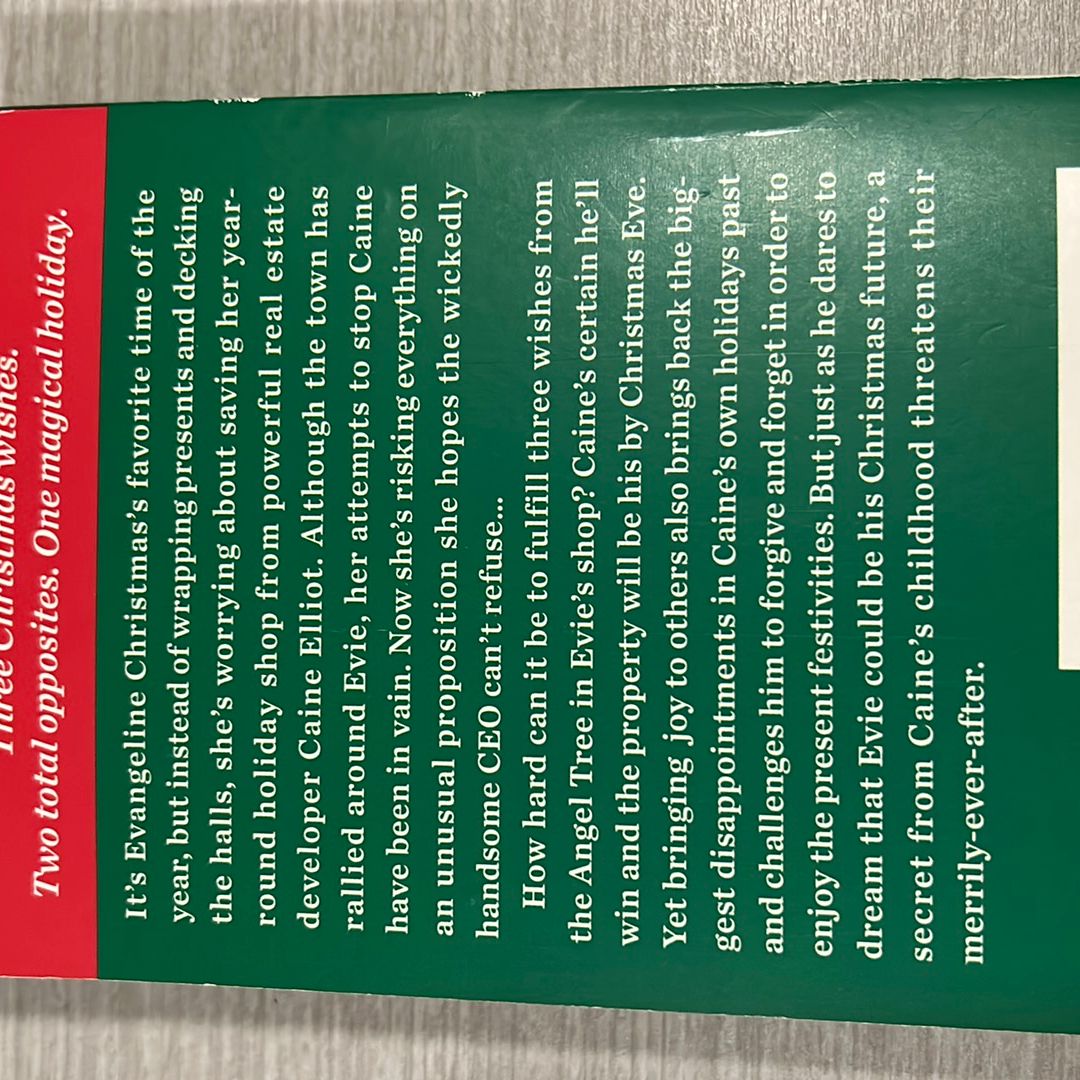 Three Christmas wishes.
Two total opposites. One magical holiday.
It's Evangeline Christmas's favorite time of the
year, but instead of wrapping presents and decking
the halls, she's worrying about saving her year-
round holiday shop from powerful real estate
developer Caine Elliot. Although the town has
rallied around Evie, her attempts to stop Caine
have been in vain. Now she's risking everything on
an unusual proposition she hopes the wickedly
handsome CEO can't refuse...
How hard can it be to fulfill three wishes from
the Angel Tree in Evie's shop? Caine's certain he'll
win and the property will be his by Christmas Eve.
Yet bringing joy to others also brings back the big-
gest disappointments in Caine's own holidays past
and challenges him to forgive and forget in order to
enjoy the present festivities. But just as he dares to
dream that Evie could be his Christmas future, a
secret from Caine's childhood threatens their
merrily-ever-after.